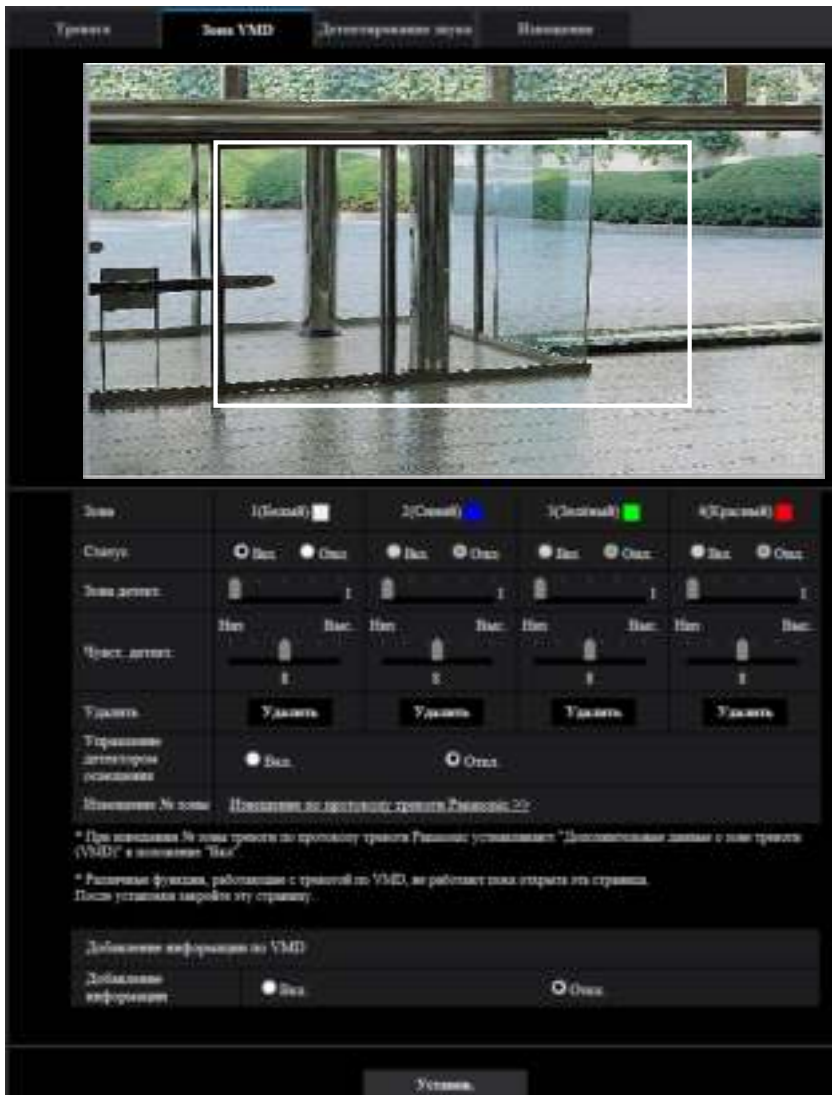 Тревога Зона VMD Детектирование звука Извещение
Зона 1(Белый) 2(Синий) 3(Зелёный) 4(Красный)
Статус Вкл. Откл. Вкл. Откл. Вкл. Откл. Вкл. Откл.
Зона детект. 1 1 1 1
Низ Выс. Низ Выс. Низ Выс. Низ Выс.
Чувст. детект.
8 8 8 8
Удалить Удалить Удалить Удалить Удалить
Управление
детектором
освещения
Вкл. Откл.
Извещение № зоны Извещение по протоколу тревоги Panasonic >>
* При извещении № зоны тревоги по протоколу тревоги Panasonic устанавливают "Дополнительные данные о зоне тревоги
(VMD)" в положение "Вкл".
* Различные функции, работающие с тревогой по VMD, не работают пока открыта эта страница.
После установки закройте эту страницу.
Добавление информации по VMD
Добавление
информации
Вкл. Откл.
Установ.